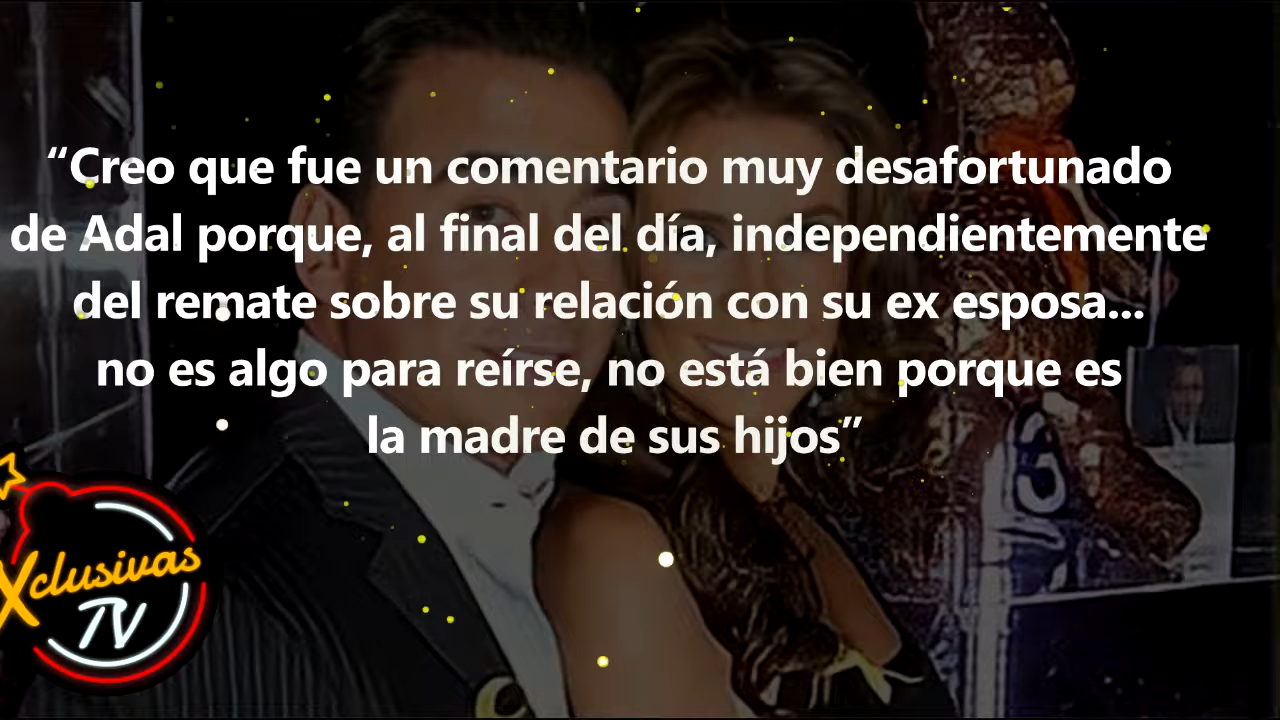 “Creo que fue un comentario muy desafortunado
de Adal porque, al final del día, independientemente
del remate sobre su relación con su ex esposa...
no es algo para reírse, no está bien porque es
la madre de sus hijos”
Xclusivas
TV